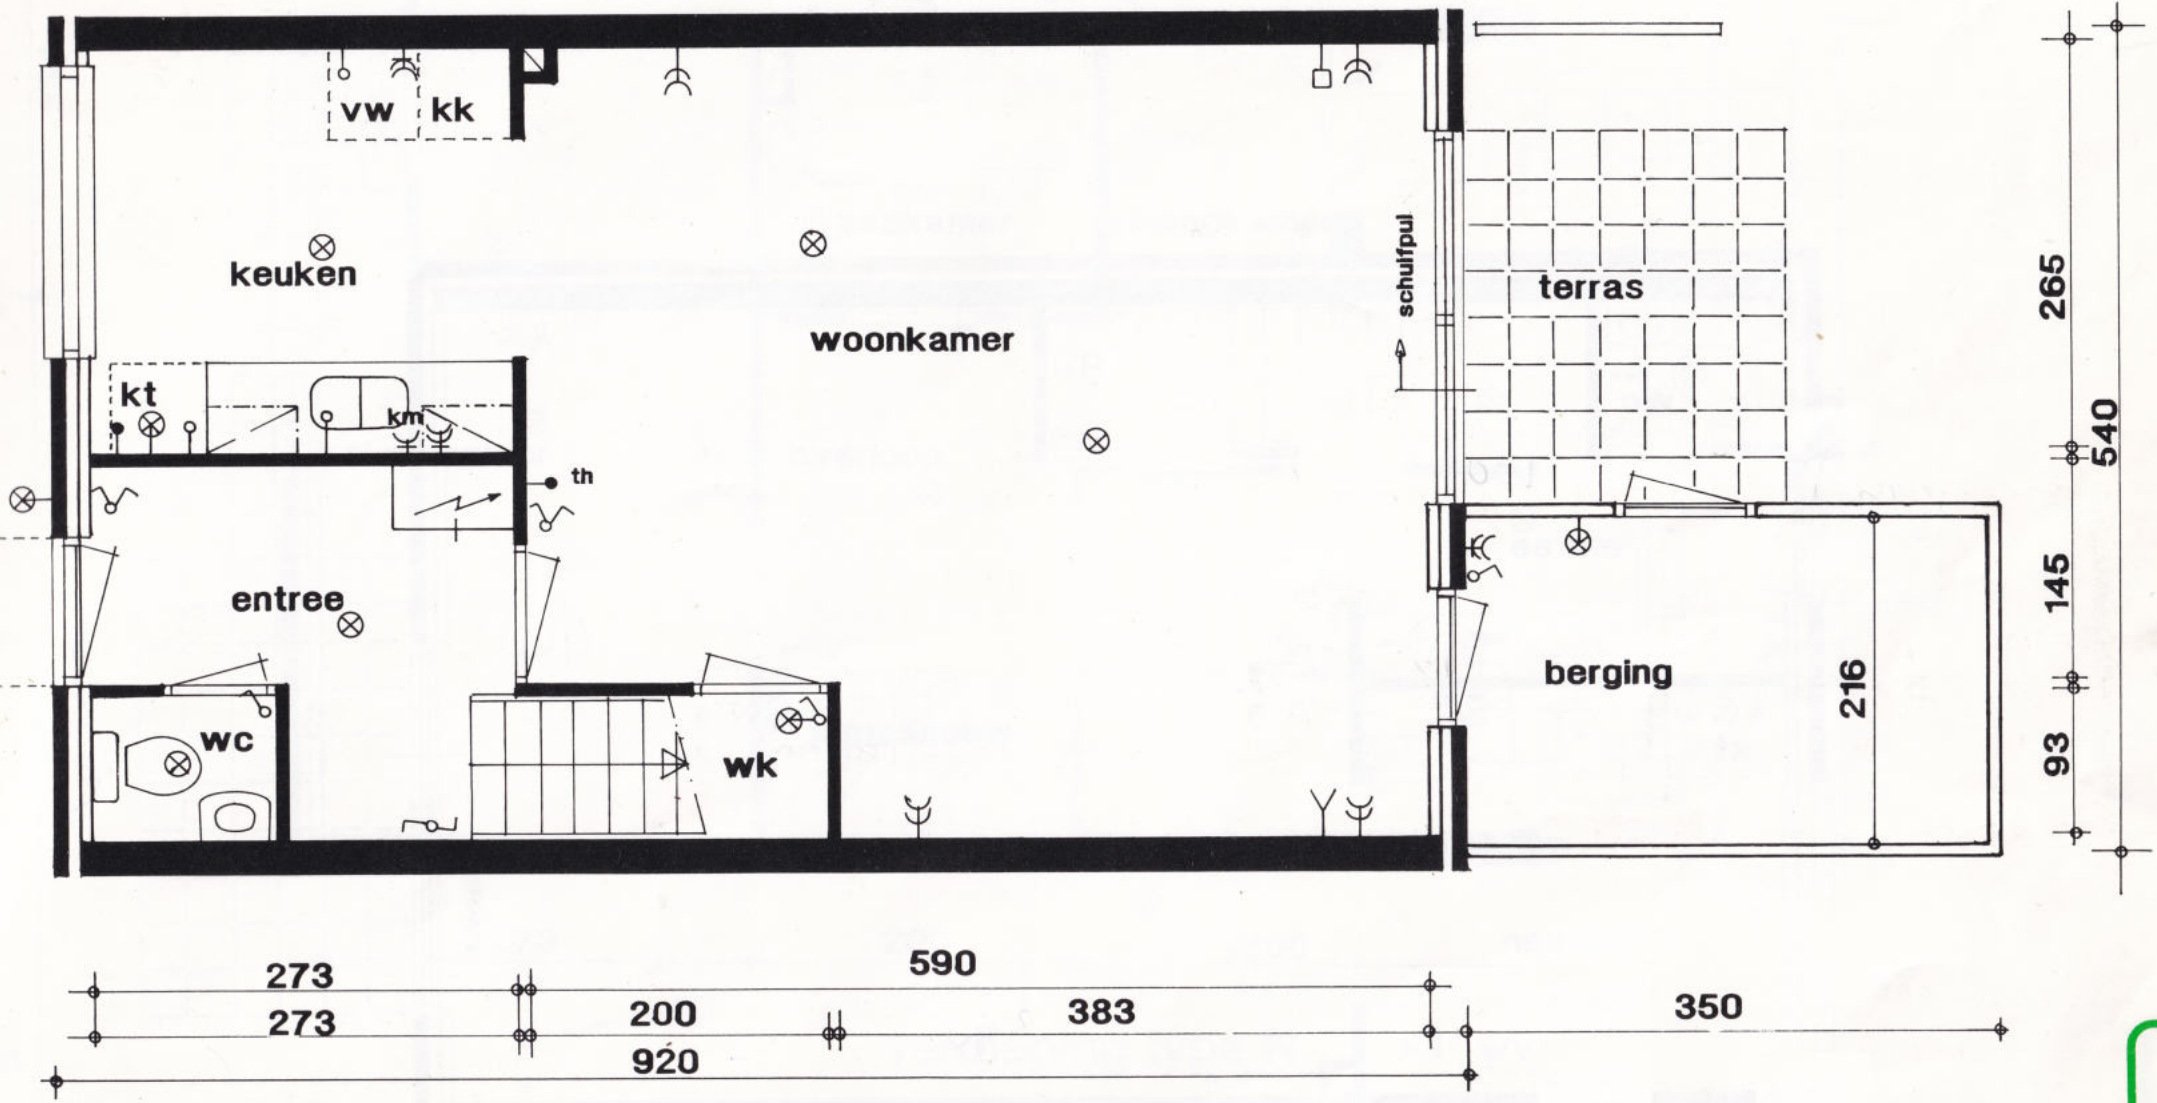 vw kk
keuken
woonkamer
schuifpui
terras
kt
km
th
entree
berging
wc
wk
265
540
145
216
93
273
590
273
200
383
350
920